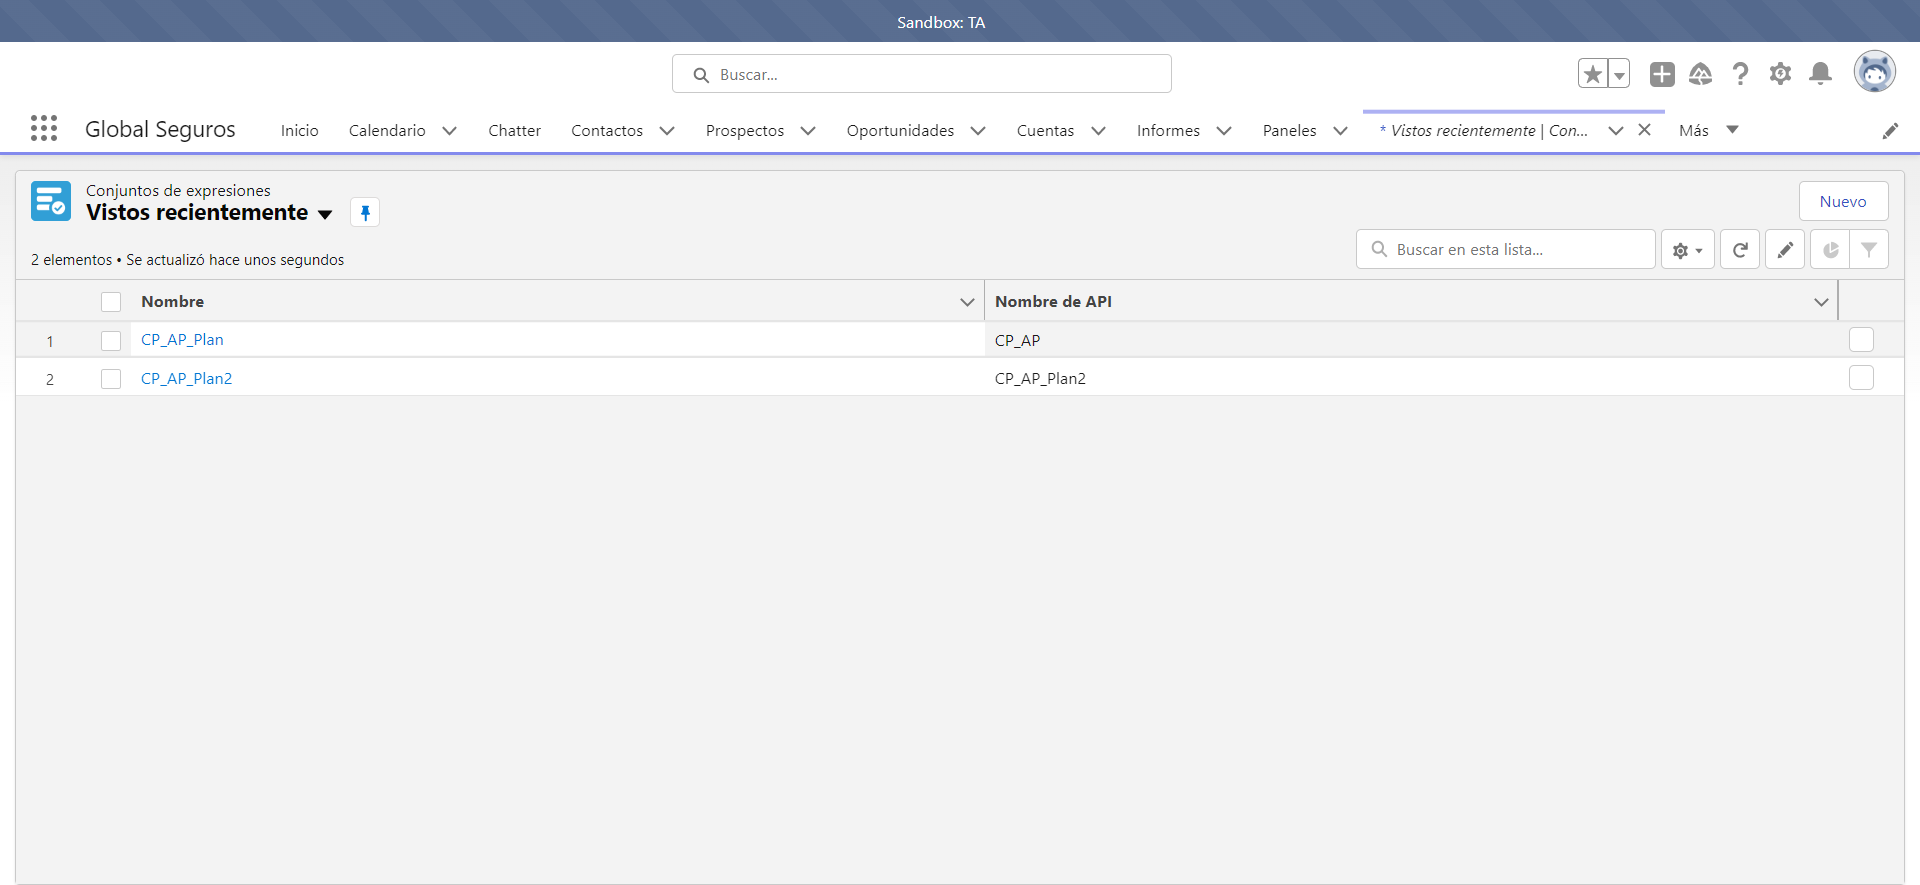 Sandbox: TA
Buscar...
Global Seguros
Inicio
Calendario
Chatter
Contactos
Prospectos
Oportunidades
Cuentas
Informes
Paneles
* Vistos recientemente | Con...
Más
Conjuntos de expresiones
Vistos recientemente
Nuevo
2 elementos • Se actualizó hace unos segundos
Buscar en esta lista...
Nombre
Nombre de API
1 CP_AP_Plan CP_AP
2 CP_AP_Plan2 CP_AP_Plan2